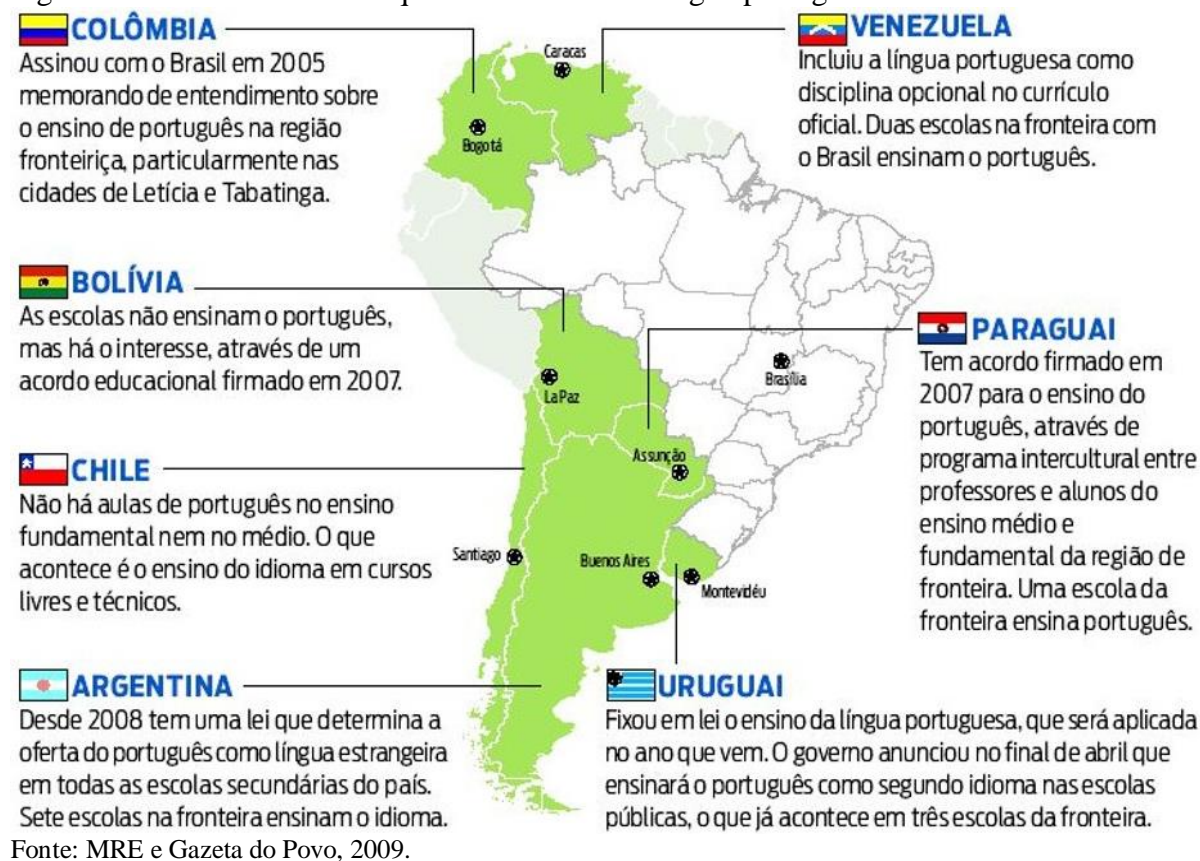 COLÔMBIA
Assinou com o Brasil em 2005
memorando de entendimento sobre
o ensino de português na região
fronteiriça, particularmente nas
cidades de Letícia e Tabatinga.
VENEZUELA
Incluiu a língua portuguesa como
disciplina opcional no currículo
oficial. Duas escolas na fronteira com
o Brasil ensinam o português.
Caracas
Bogotá
BOLÍVIA
As escolas não ensinam o português,
mas há o interesse, através de um
acordo educacional firmado em 2007.
La Paz
Brasília
PARAGUAI
Tem acordo firmado em
2007 para o ensino do
português, através de
programa intercultural entre
professores e alunos do
ensino médio e
fundamental da região de
fronteira. Uma escola da
fronteira ensina português.
Assunção
CHILE
Não há aulas de português no ensino
fundamental nem no médio. O que
acontece é o ensino do idioma em cursos
livres e técnicos.
Santiago
Buenos Aires
Montevidéu
ARGENTINA
Desde 2008 tem uma lei que determina a
oferta do português como língua estrangeira
em todas as escolas secundárias do país.
Sete escolas na fronteira ensinam o idioma.
URUGUAI
Fixou em lei o ensino da língua portuguesa, que será aplicada
no ano que vem. O governo anunciou no final de abril que
ensinará o português como segundo idioma nas escolas
públicas, o que já acontece em três escolas da fronteira.
Fonte: MRE e Gazeta do Povo, 2009.